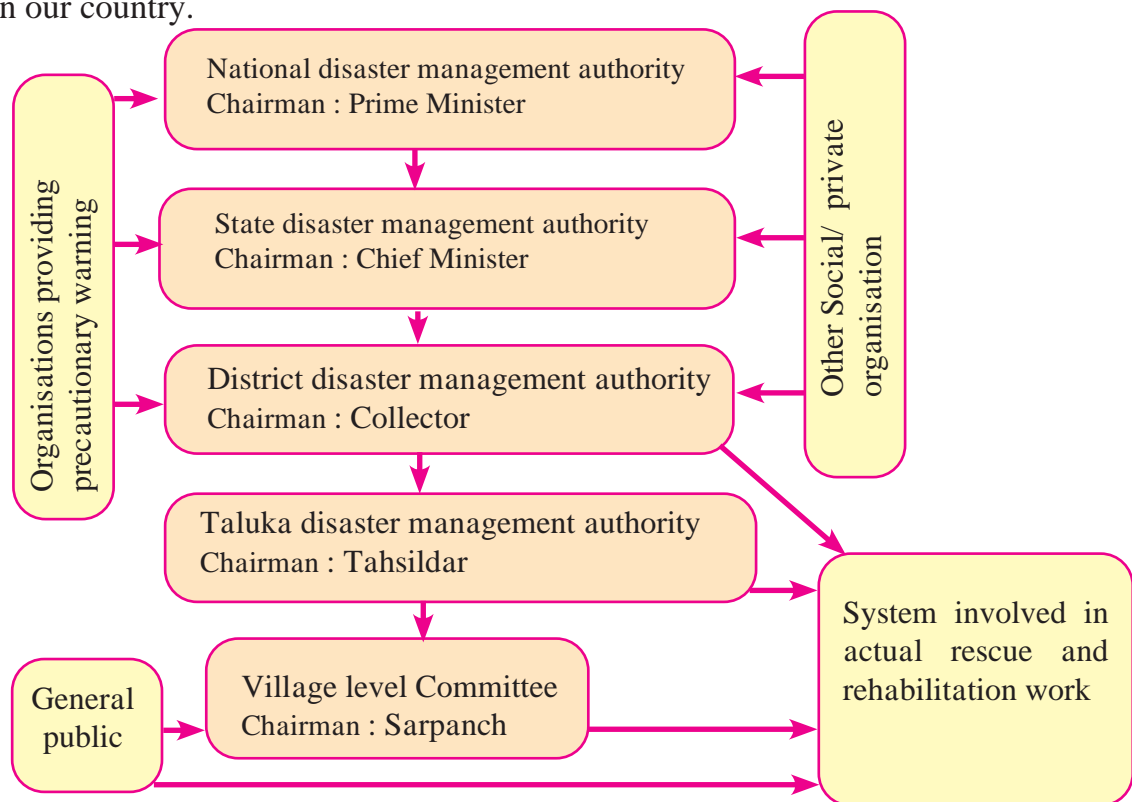 n our country.
National disaster management authority
Chairman : Prime Minister
State disaster management authority
Chairman : Chief Minister
District disaster management authority
Chairman : Collector
Taluka disaster management authority
Chairman : Tahsildar
Village level Committee
Chairman : Sarpanch
Organisations providing
precautionary warning
Other Social/ private
organisation
General
public
System involved in
actual rescue and
rehabilitation work